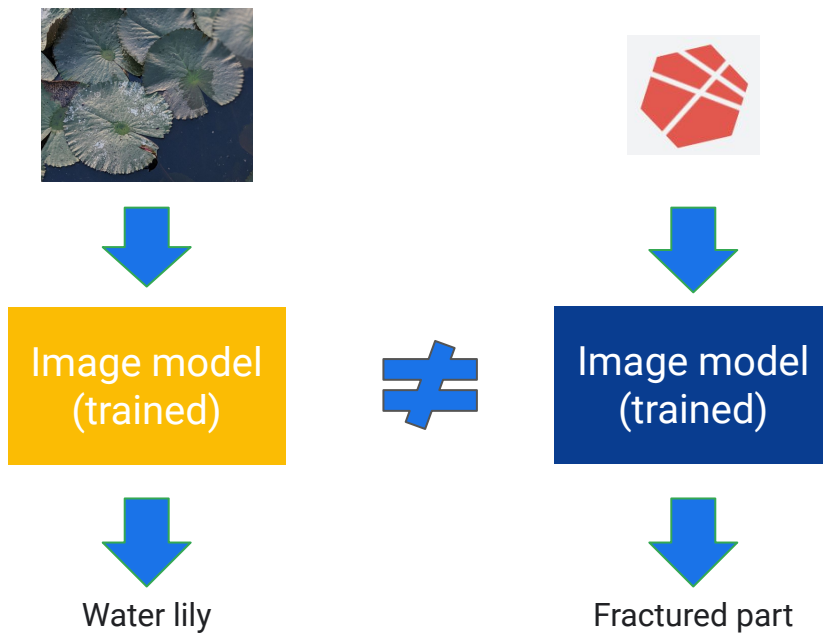 Image model
(trained)
Image model
(trained)
Water lily
Fractured part